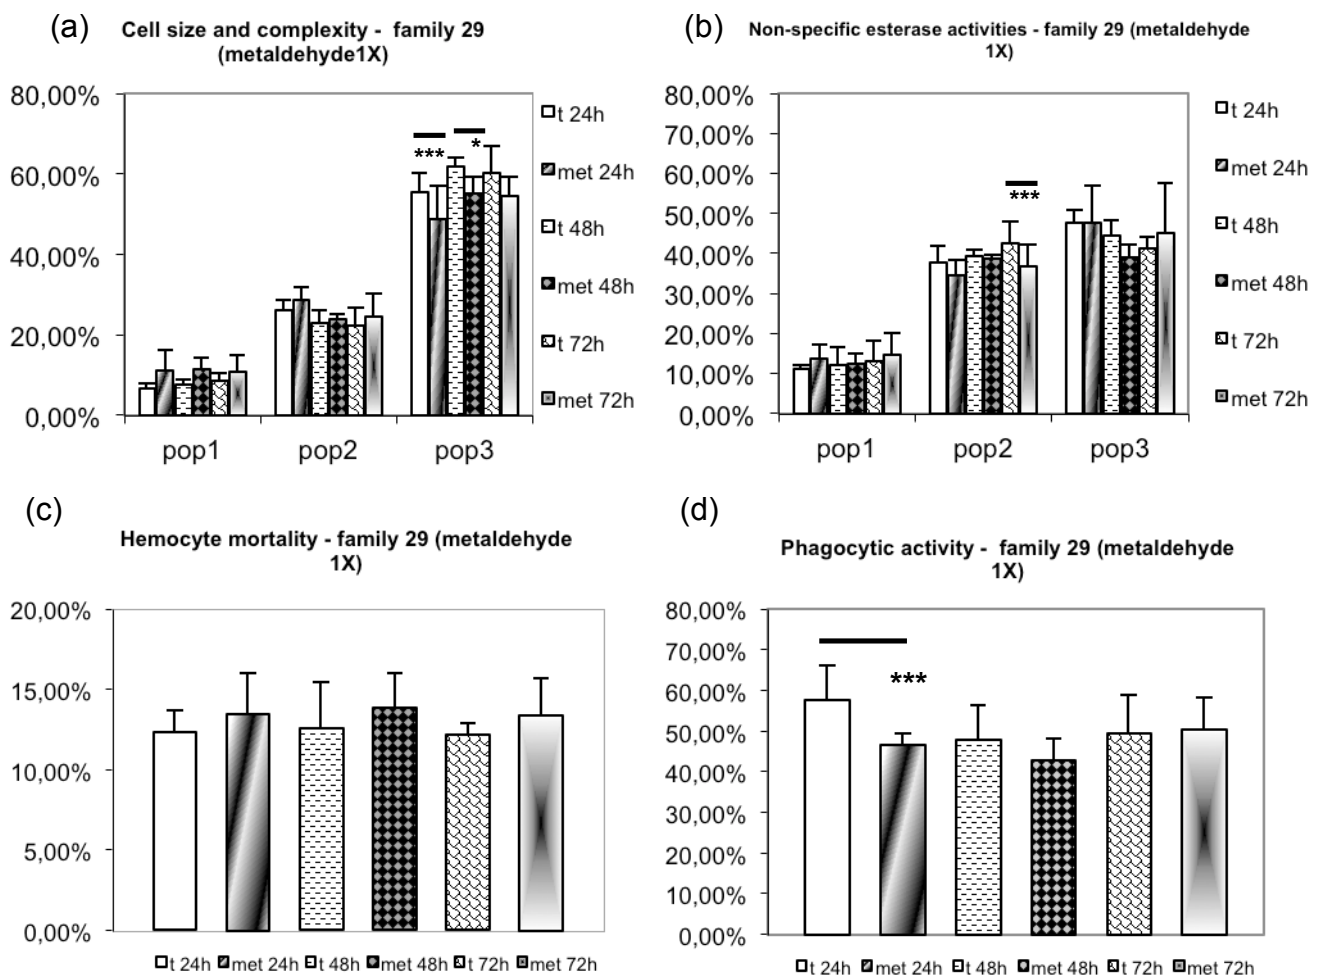 (a)
Cell size and complexity - family 29
(metaldehyde1X)
80,00%
60,00%
40,00%
20,00%
0,00%
***
*
pop1
pop2
pop3
t 24h
met 24h
t 48h
met 48h
t 72h
met 72h
(b)
Non-specific esterase activities - family 29 (metaldehyde
1X)
80,00%
70,00%
60,00%
50,00%
40,00%
30,00%
20,00%
10,00%
0,00%
***
pop1
pop2
pop3
t 24h
met 24h
t 48h
met 48h
t 72h
met 72h
(c)
Hemocyte mortality - family 29 (metaldehyde
1X)
20,00%
15,00%
10,00%
5,00%
0,00%
t 24h met 24h t 48h met 48h t 72h met 72h
(d)
Phagocytic activity - family 29 (metaldehyde
1X)
80,00%
70,00%
60,00%
50,00%
40,00%
30,00%
20,00%
10,00%
0,00%
***
t 24h met 24h t 48h met 48h t 72h met 72h